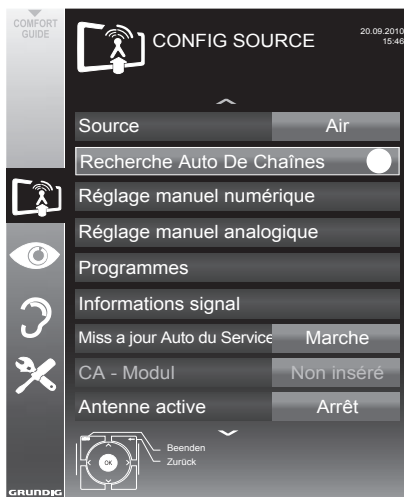 COMFORT
GUIDE
CONFIG SOURCE
20.09.2010
15:46
Source Air
Recherche Auto De Chaînes
Réglage manuel numérique
Réglage manuel analogique
Programmes
Informations signal
Miss a jour Auto du Service Marche
CA - Modul Non inséré
Antenne active Arrêt
OK
Beenden
Zurück
GRUNDIG